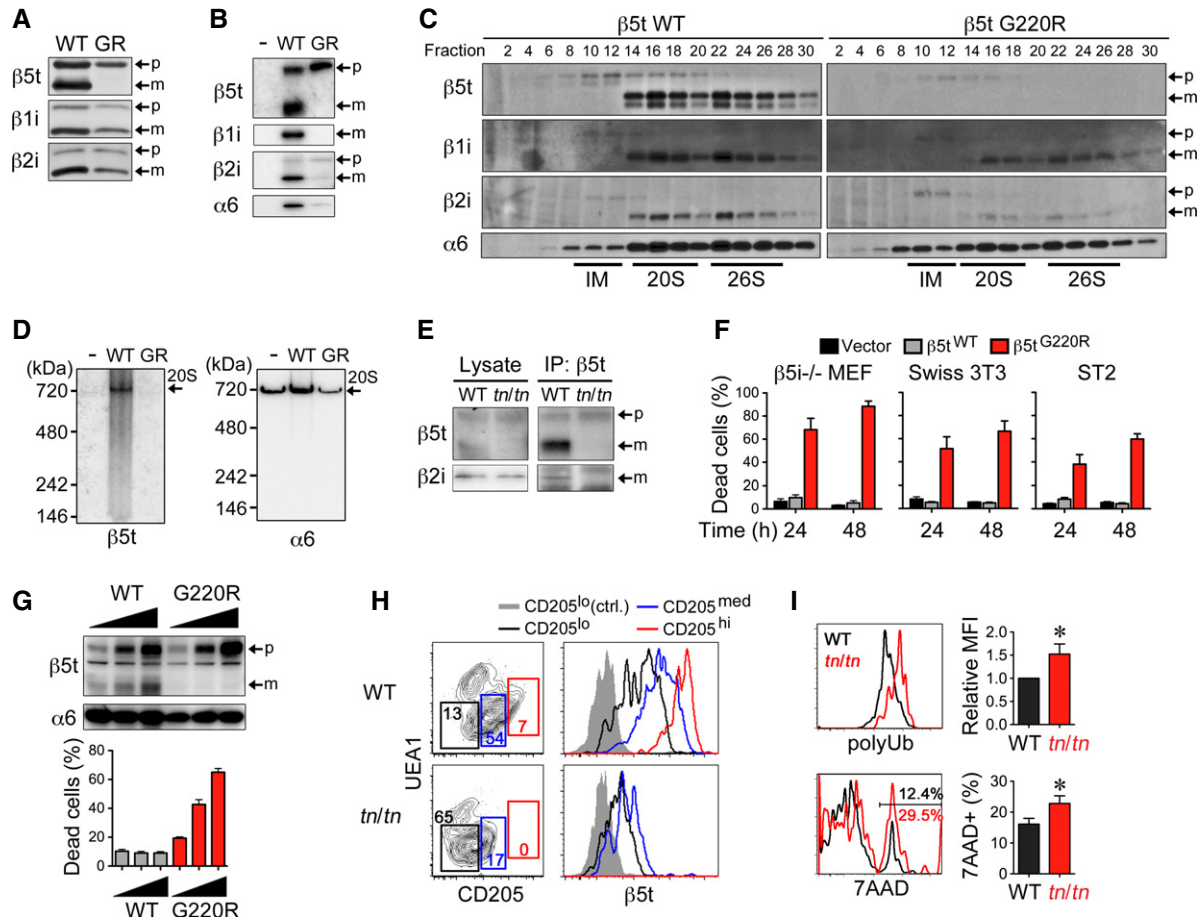 A
WT GR
β5t
←p
←m
β1i
←p
←m
β2i
←p
←m
B
- WT GR
β5t
←p
←m
β1i
←m
β2i
←p
←m
α6
C
β5t WT
β5t G220R
Fraction 2 4 6 8 10 12 14 16 18 20 22 24 26 28 30
2 4 6 8 10 12 14 16 18 20 22 24 26 28 30
β5t
←p
←m
β1i
←p
←m
β2i
←p
←m
α6
IM 20S 26S
IM 20S 26S
D
(kDa)
- WT GR
20S
←
720
480
242
146
β5t
(kDa)
- WT GR
20S
←
720
480
242
146
α6
E
Lysate
IP: β5t
WT tn/tn
WT tn/tn
β5t
←p
←m
β2i
←m
F
Vector β5t WT β5t G220R
β5i-/- MEF
Swiss 3T3
ST2
Dead cells (%)
100
80
60
40
20
0
Time (h) 24 48
24 48
24 48
G
WT G220R
β5t
←p
←m
α6
Dead cells (%)
80
60
40
20
0
WT G220R
H
CD205lo(ctrl.) CD205med
CD205lo CD205hi
WT
13
54
7
UEA1
tn/tn
65
17
0
CD205
β5t
I
WT
tn/tn
polyUb
Relative MFI
2.0
1.5
1.0
0.5
0.0
*
WT tn/tn
12.4%
29.5%
7AAD
7AAD+ (%)
30
20
10
0
*
WT tn/tn